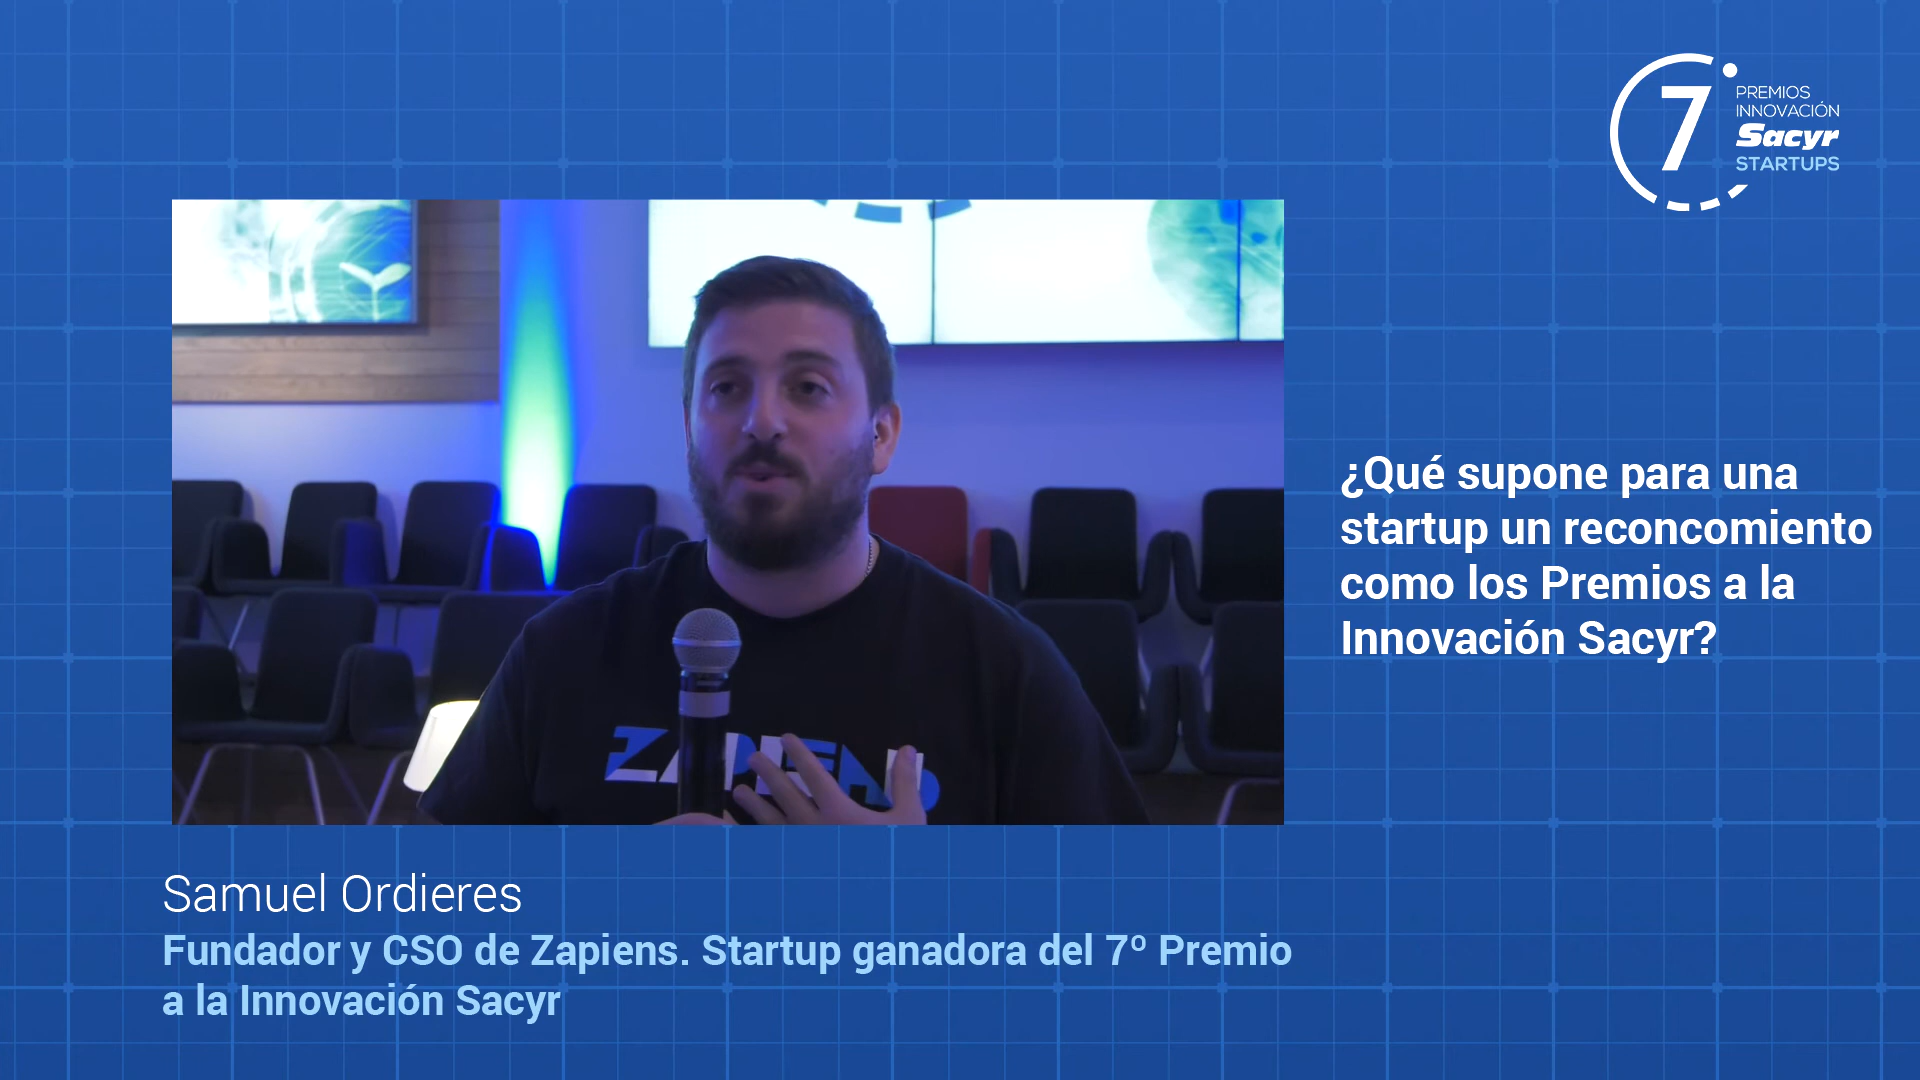 7
PREMIOS
INNOVACIÓN
Sacyr
STARTUPS
¿Qué supone para una
startup un reconcomiento
como los Premios a la
Innovación Sacyr?
ZAPIENS
Samuel Ordieres
Fundador y CSO de Zapiens. Startup ganadora del 7º Premio
a la Innovación Sacyr